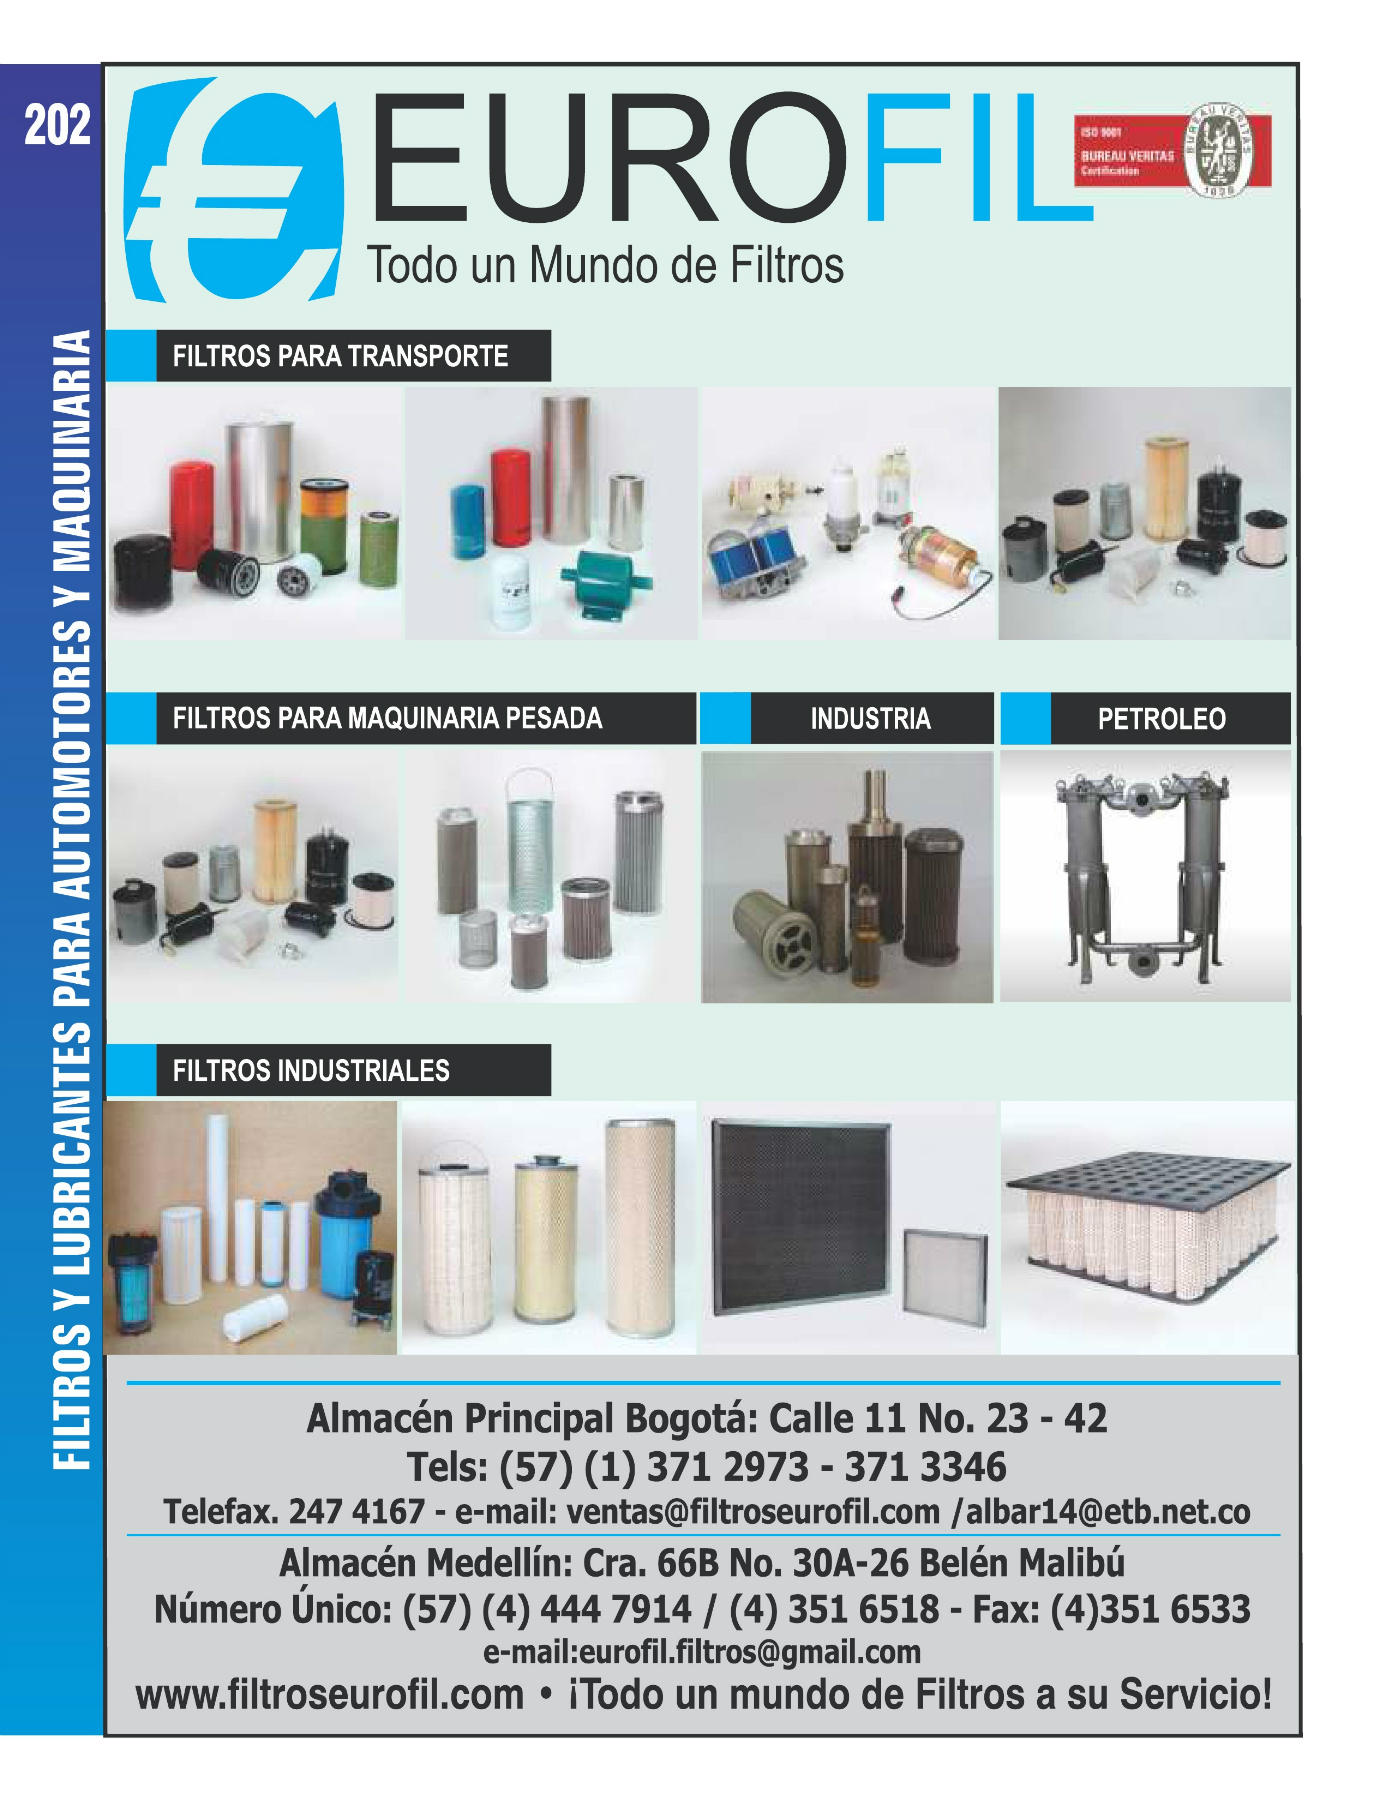 202
FILTROS Y LUBRICANTES PARA AUTOMOTORES Y MAQUINARIA
EUROFIL
Todo un Mundo de Filtros
ISO 9001
BUREAU VERITAS
Certification
BUREAU VERITAS
1828
FILTROS PARA TRANSPORTE
FILTROS PARA MAQUINARIA PESADA
INDUSTRIA
PETROLEO
FILTROS INDUSTRIALES
Almacén Principal Bogotá: Calle 11 No. 23 - 42
Tels: (57) (1) 371 2973 - 371 3346
Telefax. 247 4167 - e-mail: ventas@filtroseurofil.com /albar14@etb.net.co
Almacén Medellín: Cra. 66B No. 30A-26 Belén Malibú
Número Único: (57) (4) 444 7914 / (4) 351 6518 - Fax: (4)351 6533
e-mail:eurofil.filtros@gmail.com
www.filtroseurofil.com • ¡Todo un mundo de Filtros a su Servicio!